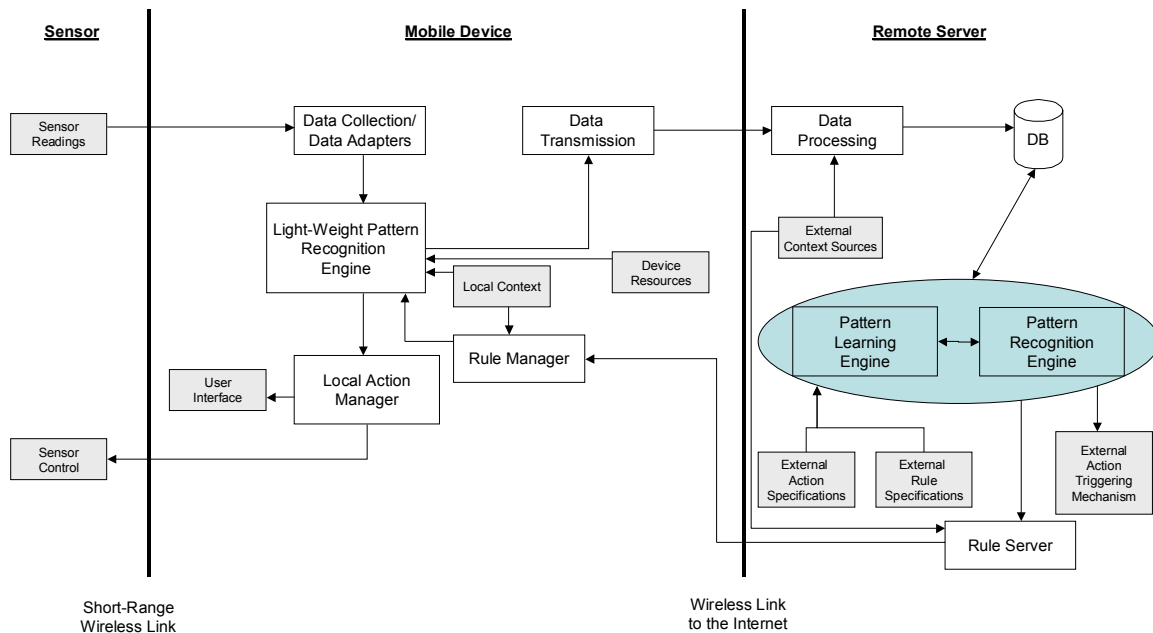 Sensor
Mobile Device
Remote Server
Sensor
Readings
Data Collection/
Data Adapters
Data
Transmission
Data
Processing
DB
Light-Weight Pattern
Recognition
Engine
External
Context Sources
Device
Resources
Local Context
Rule Manager
Pattern
Learning
Engine
Pattern
Recognition
Engine
User
Interface
Local Action
Manager
Sensor
Control
External
Action
Specifications
External
Rule
Specifications
External
Action
Triggering
Mechanism
Rule Server
Short-Range
Wireless Link
Wireless Link
to the Internet